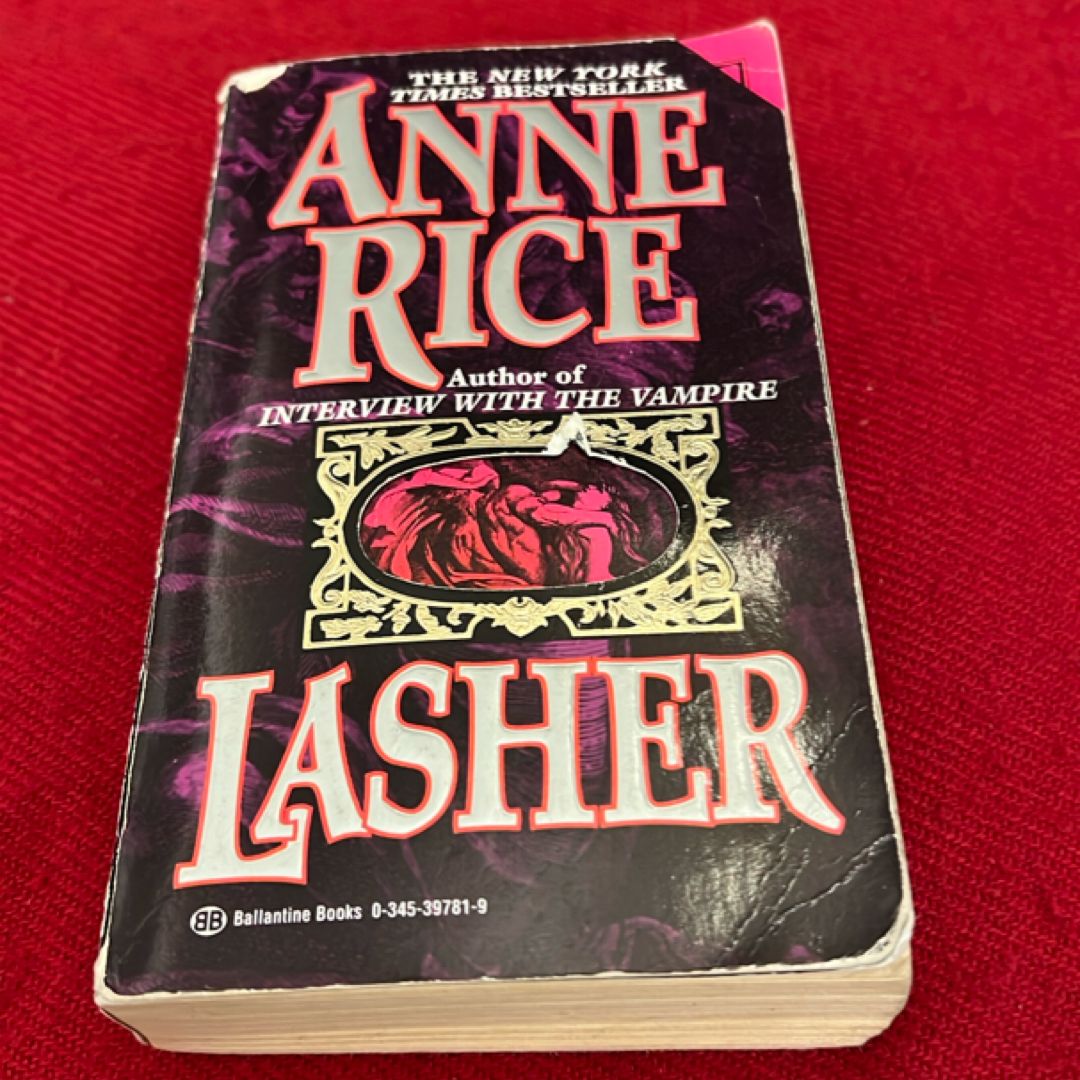 THE NEW YORK
TIMES BESTSELLER
ANNE
RICE
Author of
INTERVIEW WITH THE VAMPIRE
LASHER
BB Ballantine Books 0-345-39781-9